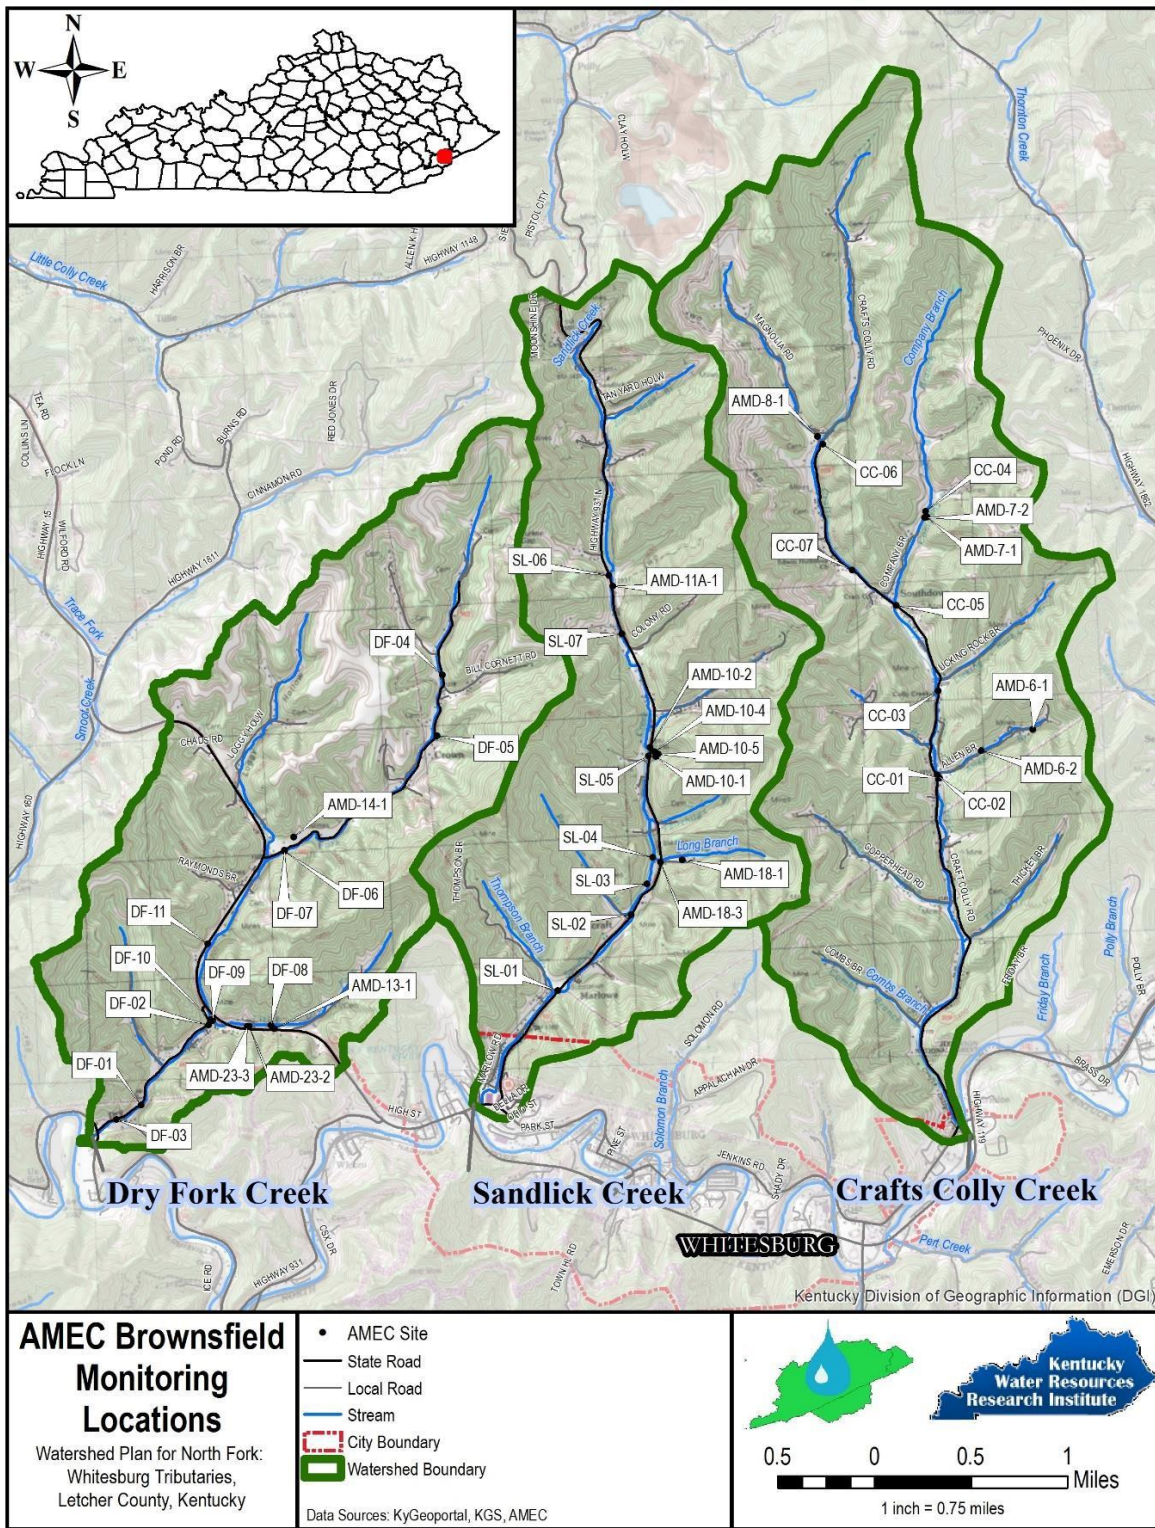 N
W E
S
Thornton Creek
CLAY HOLW
PISTOL CITY
HIGHWAY 1148
HARRISON BR
Little Colly Creek
MOONSHINE DR
Sandlick Creek
TAN YARD HOLW
MAGNOLIA RD
CRAFTS COLLY RD
Company Branch
PHOENIX DR
TEA RD
COLLINS LN
FLOCK LN
POND RD
BURNS RD
RED JONES DR
CINNAMON RD
HIGHWAY 15
WILFORD RD
HIGHWAY 1811
HIGHWAY 931 N
AMD-8-1
CC-06
CC-04
AMD-7-2
AMD-7-1
HIGHWAY 1862
CC-07
COMPANY BR
CC-05
SL-06
AMD-11A-1
COLONY RD
SL-07
LICKING ROCK BR
Trace Fork
Smoot Creek
DF-04
BILL CORNETT RD
AMD-10-2
AMD-10-4
AMD-10-5
AMD-10-1
SL-05
AMD-6-1
CC-03
ALLEN BR
AMD-6-2
CC-01
CC-02
CHADS RD
LOGGY HOLW
DF-05
HIGHWAY 160
AMD-14-1
RAYMONDS BR
DF-06
DF-07
THOMPSON BR
Thompson Branch
SL-04
Long Branch
AMD-18-1
SL-03
AMD-18-3
SL-02
COPPERHEAD RD
CRAFT COLLY RD
THICKET BR
DF-11
DF-10
DF-09
DF-08
AMD-13-1
DF-02
SL-01
COMBS BR
Combs Branch
FRIDAY BR
Friday Branch
Polly Branch
POLLY BR
DF-01
AMD-23-3
AMD-23-2
DF-03
MARLOW RD
SOLOMON RD
Solomon Branch
APPALACHIAN DR
BRASS DR
HIGH ST
PARK ST
PINE ST
JENKINS RD
SHADY DR
HIGHWAY 119
Dry Fork Creek
Sandlick Creek
Crafts Colly Creek
WHITESBURG
Pert Creek
EMERSON DR
ICE RD
HIGHWAY 931
CSX DR
TOWN HL RD
Kentucky Division of Geographic Information (DGI)
AMEC Brownsfield
Monitoring
Locations
Watershed Plan for North Fork:
Whitesburg Tributaries,
Letcher County, Kentucky
AMEC Site
State Road
Local Road
Stream
City Boundary
Watershed Boundary
Data Sources: KyGeoportal, KGS, AMEC
Kentucky
Water Resources
Research Institute
0.5 0 0.5 1
Miles
1 inch = 0.75 miles